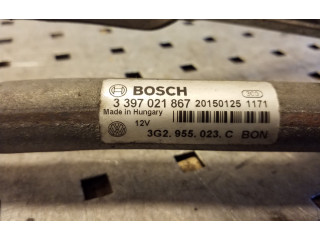 BOSCH
3 397 021 867 20150125 1171
Made in Hungary
12V
3G2.955.023.C BON